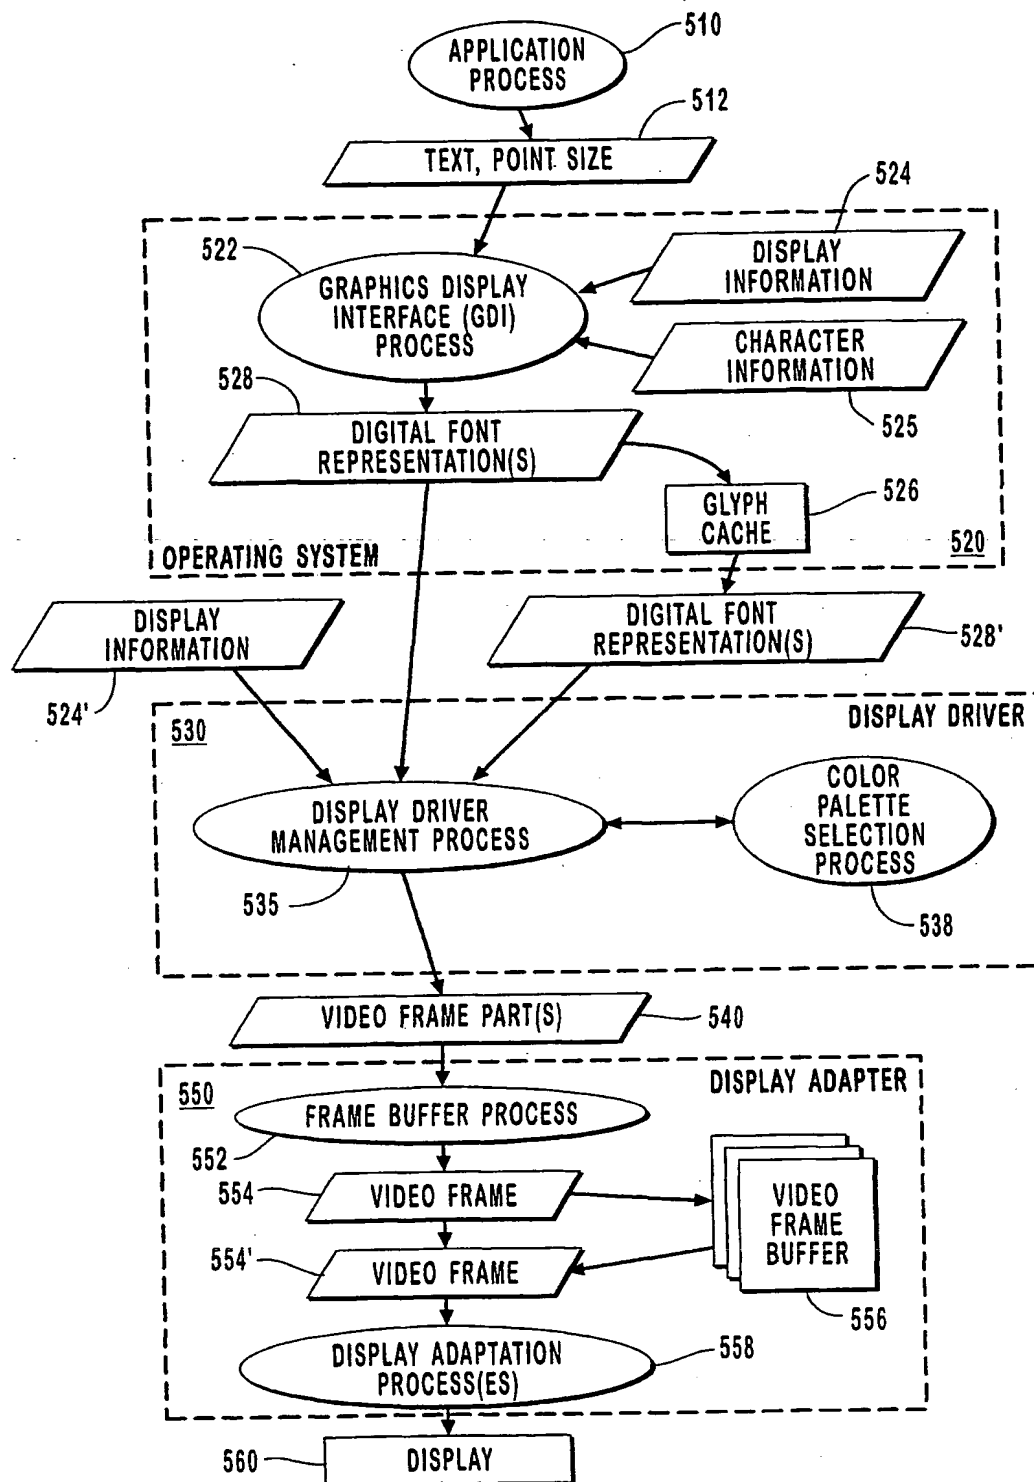 510
APPLICATION
PROCESS
512
TEXT, POINT SIZE
524
522
DISPLAY
INFORMATION
GRAPHICS DISPLAY
INTERFACE (GDI)
PROCESS
CHARACTER
INFORMATION
528
525
DIGITAL FONT
REPRESENTATION(S)
526
GLYPH
CACHE
OPERATING SYSTEM
520
DISPLAY
INFORMATION
DIGITAL FONT
REPRESENTATION(S)
528'
524'
530
DISPLAY DRIVER
COLOR
PALETTE
SELECTION
PROCESS
DISPLAY DRIVER
MANAGEMENT PROCESS
535
538
VIDEO FRAME PART(S)
540
550
DISPLAY ADAPTER
FRAME BUFFER PROCESS
552
554
VIDEO FRAME
VIDEO
FRAME
BUFFER
554'
VIDEO FRAME
556
DISPLAY ADAPTATION
PROCESS(ES)
558
560
DISPLAY